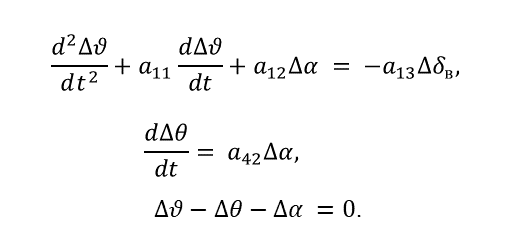 d²Δϑ/dt² + a₁₁ dΔϑ/dt + a₁₂Δα = −a₁₃Δδ_в,
dΔθ/dt = a₄₂Δα,
Δϑ − Δθ − Δα = 0.